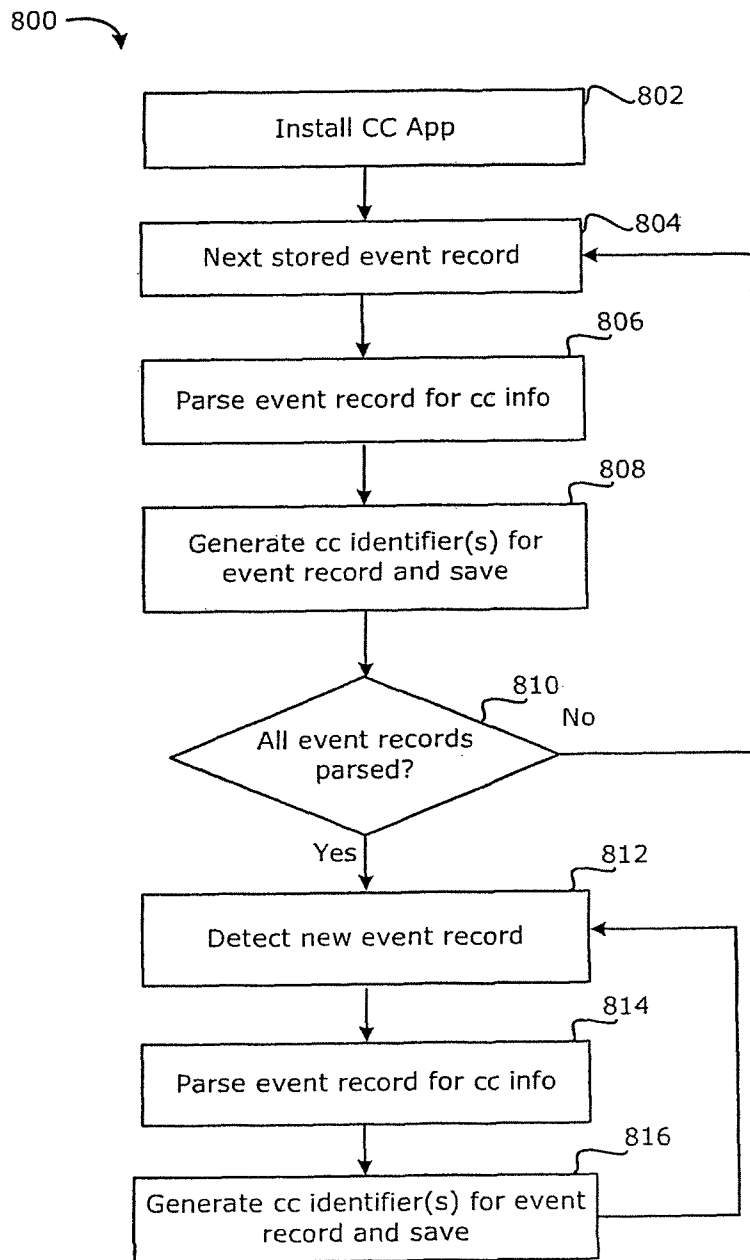 800
802
Install CC App
804
Next stored event record
806
Parse event record for cc info
808
Generate cc identifier(s) for
event record and save
810
No
All event records
parsed?
Yes
812
Detect new event record
814
Parse event record for cc info
816
Generate cc identifier(s) for event
record and save